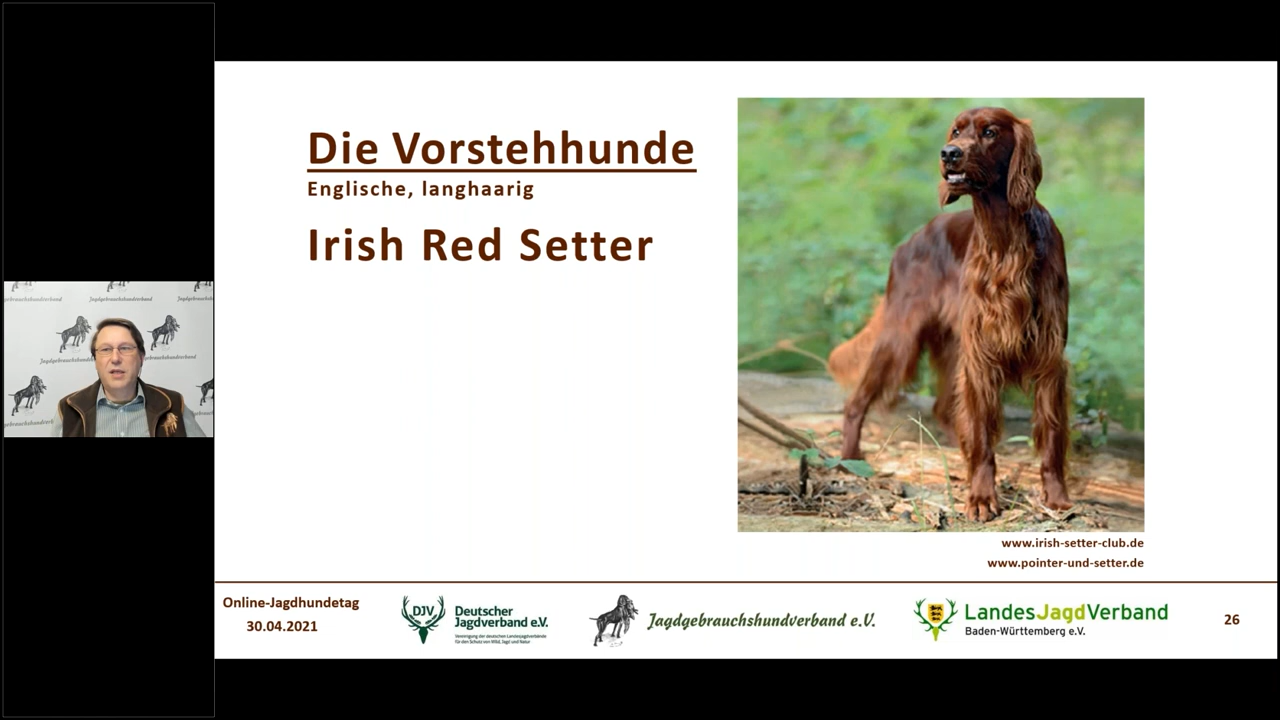 Die Vorstehhunde
Englische, langhaarig
Irish Red Setter
www.irish-setter-club.de
www.pointer-und-setter.de
Jagdgebrauchshundverband
Online-Jagdhundetag
30.04.2021
DJV
Deutscher
Jagdverband e.V.
Vereinigung der deutschen Landesjagdverbände
für den Schutz von Wild, Jagd und Natur
Jagdgebrauchshundverband e.V.
LandesJagdVerband
Baden-Württemberg e.V.
26